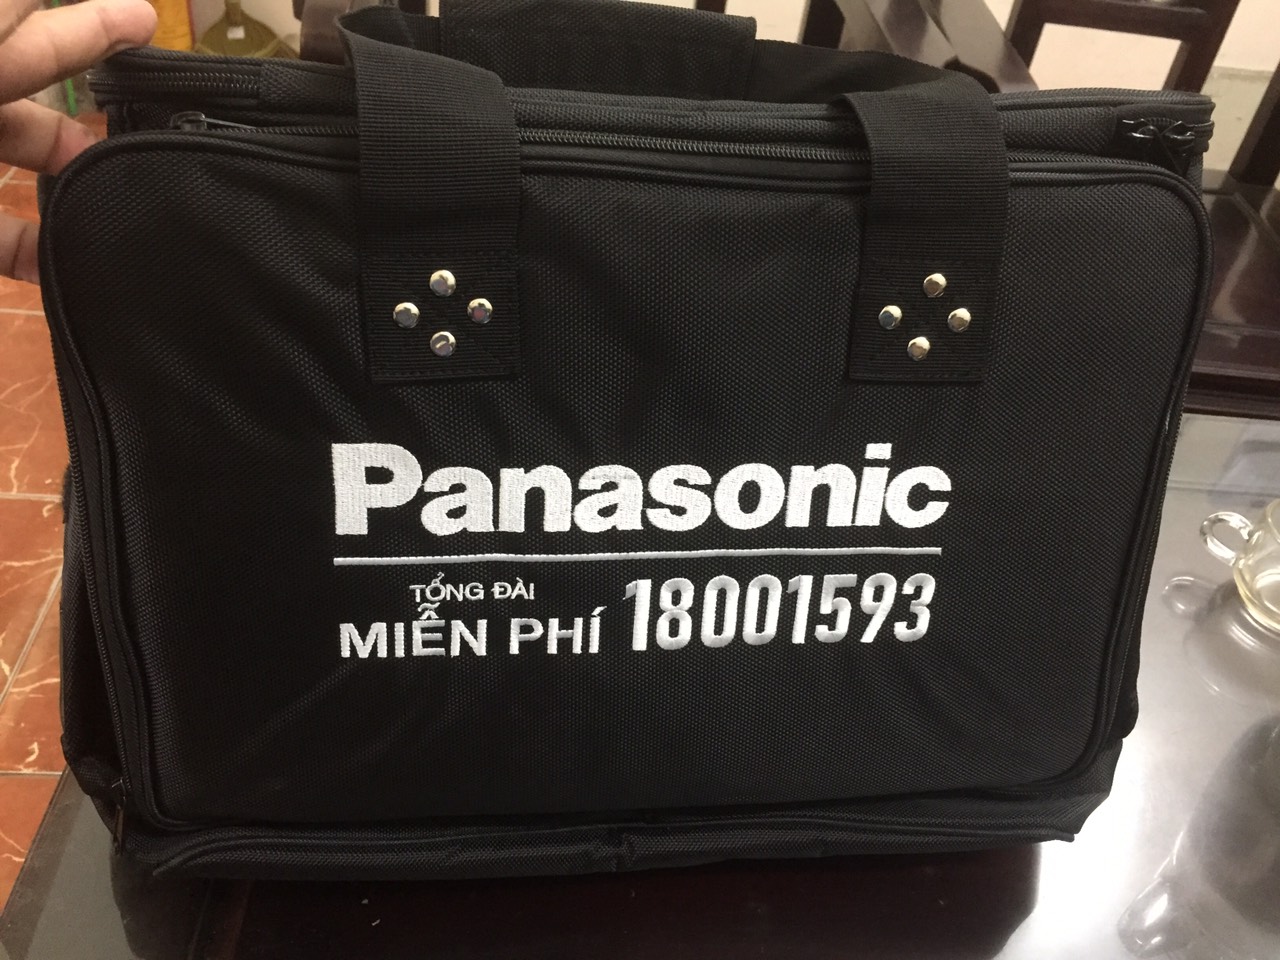 Panasonic
TỔNG ĐÀI
MIỄN PHÍ 18001593